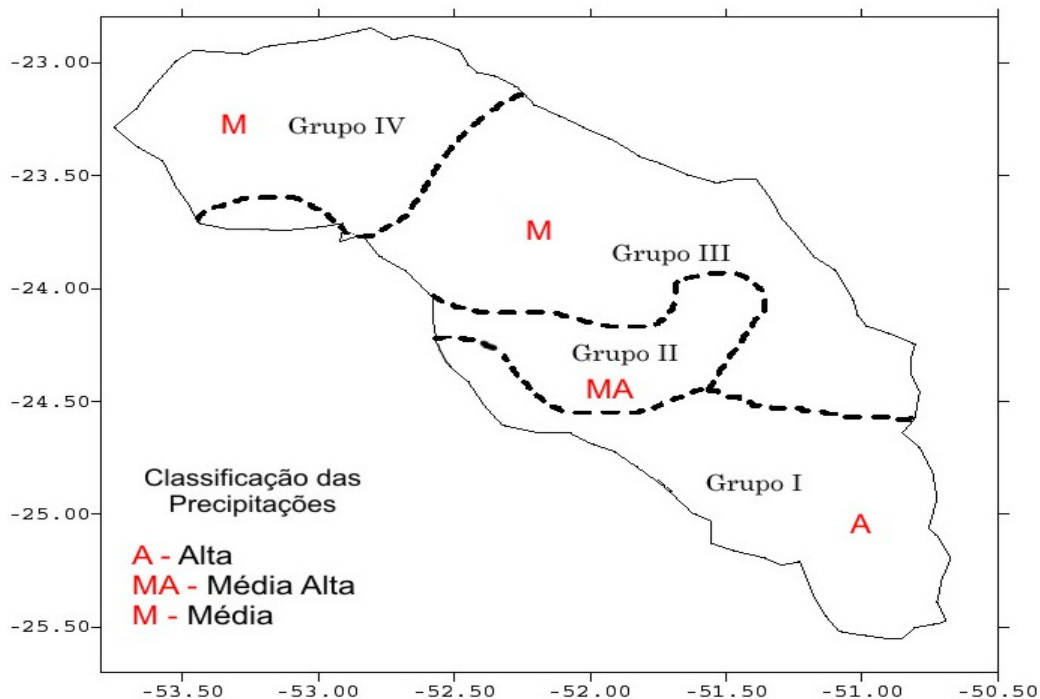 -23.00
-23.50
-24.00
-24.50
-25.00
-25.50
M
Grupo IV
M
Grupo III
Grupo II
MA
Grupo I
A
Classificação das
Precipitações
A - Alta
MA - Média Alta
M - Média
-53.50 -53.00 -52.50 -52.00 -51.50 -51.00 -50.50